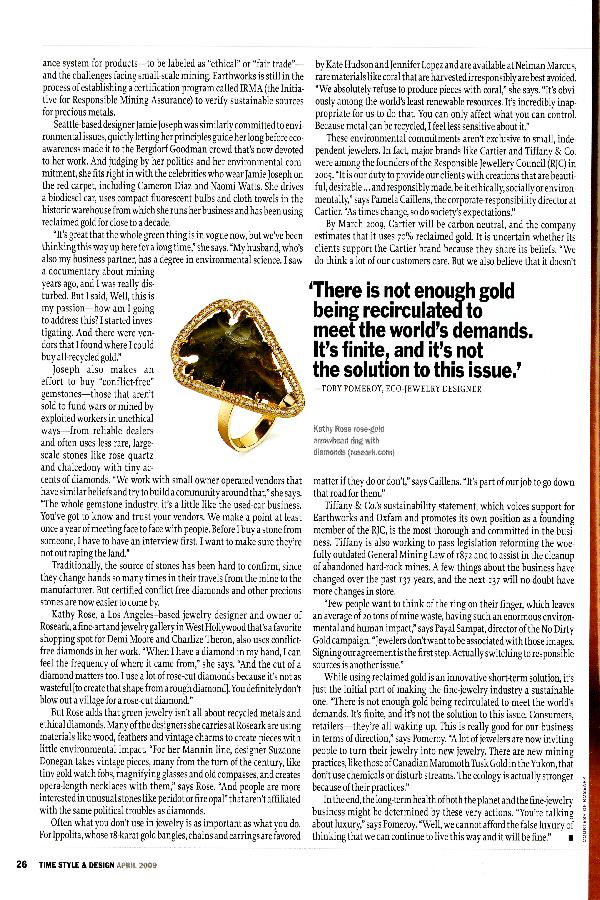 ance system for products—to be labeled as "ethical" or "fair trade"—
and the challenges facing small-scale mining. Earthworks is still in the
process of establishing a certification program called IRMA (the Initia-
tive for Responsible Mining Assurance) to verify sustainable sources
for precious metals.
Seattle-based designer Jamie Joseph was similarly committed to envi-
ronmental issues, quietly letting her principles guide her long before eco-
awareness made it to the Bergdorf Goodman crowd that's now devoted
to her work. And judging by her politics and her environmental com-
mitment, she fits right in with the celebrities who wear Jamie Joseph on
the red carpet, including Cameron Diaz and Naomi Watts. She drives
a biodiesel car, uses compact fluorescent bulbs and cloth towels in the
historic warehouse from which she runs her business and has been using
reclaimed gold for close to a decade.
"It's great that the whole green thing is in vogue now, but we've been
thinking this way up here for a long time," she says. "My husband, who's
also my business partner, has a degree in environmental science. I saw
a documentary about mining
years ago, and I was really dis-
turbed. But I said, Well, this is
my passion—how am I going
to address this? I started inves-
tigating. And there were ven-
dors that I found where I could
buy all-recycled gold."
Joseph also makes an
effort to buy "conflict-free"
gemstones—those that aren't
sold to fund wars or mined by
exploited workers in unethical
ways—from reliable dealers
and often uses less rare, large-
scale stones like rose quartz
and chalcedony with tiny ac-
cents of diamonds. "We work with small owner operated vendors that
have similar beliefs and try to build a community around that," she says.
"The whole gemstone industry, it's a little like the used-car business.
You've got to know and trust your vendors. We make a point at least
once a year of meeting face to face with people. Before I buy a stone from
someone, I have to have an interview first. I want to make sure they're
not out raping the land."
Traditionally, the source of stones has been hard to confirm, since
they change hands so many times in their travels from the mine to the
manufacturer. But certified conflict free diamonds and other precious
stones are now easier to come by.
Kathy Rose, a Los Angeles–based jewelry designer and owner of
Roseark, a fine-art and jewelry gallery in West Hollywood that's a favorite
shopping spot for Demi Moore and Charlize Theron, also uses conflict-
free diamonds in her work. "When I have a diamond in my hand, I can
feel the frequency of where it came from," she says. "And the cut of a
diamond matters too. I use a lot of rose-cut diamonds because it's not as
wasteful [to create that shape from a rough diamond]. You definitely don't
blow out a village for a rose-cut diamond."
But Rose adds that green jewelry isn't all about recycled metals and
ethical diamonds. Many of the designers she carries at Roseark are using
materials like wood, feathers and vintage charms to create pieces with
little environmental impact. "For her Mannin line, designer Suzanne
Donegan takes vintage pieces, many from the turn of the century, like
tiny gold watch fobs, magnifying glasses and old compasses, and creates
opera-length necklaces with them," says Rose. "And people are more
interested in unusual stones like peridot or fire opal" that aren't affiliated
with the same political troubles as diamonds.
Often what you don't use in jewelry is as important as what you do.
For Ippolita, whose 18-karat gold bangles, chains and earrings are favored
by Kate Hudson and Jennifer Lopez and are available at Neiman Marcus,
rare materials like coral that are harvested irresponsibly are best avoided.
"We absolutely refuse to produce pieces with coral," she says. "It's obvi-
ously among the world's least renewable resources. It's incredibly inap-
propriate for us to do that. You can only affect what you can control.
Because metal can be recycled, I feel less sensitive about it."
These environmental commitments aren't exclusive to small, inde-
pendent jewelers. In fact, major brands like Cartier and Tiffany & Co.
were among the founders of the Responsible Jewellery Council (RJC) in
2005. "It is our duty to provide our clients with creations that are beauti-
ful, desirable ... and responsibly made, be it ethically, socially or environ-
mentally," says Pamela Caillens, the corporate responsibility director at
Cartier. "As times change, so do society's expectations."
By March 2009, Cartier will be carbon neutral, and the company
estimates that it uses 70% reclaimed gold. It is uncertain whether its
clients support the Cartier brand because they share its beliefs. "We
do think a lot of our customers care. But we also believe that it doesn't
'There is not enough gold
being recirculated to
meet the world's demands.
It's finite, and it's not
the solution to this issue.'
—TOBY POMEROY, ECO-JEWELRY DESIGNER
Kathy Rose rose-gold
arrowhead ring with
diamonds (roseark.com)
matter if they do or don't," says Caillens. "It's part of our job to go down
that road for them."
Tiffany & Co.'s sustainability statement, which voices support for
Earthworks and Oxfam and promotes its own position as a founding
member of the RJC, is the most thorough and committed in the busi-
ness. Tiffany is also working to pass legislation reforming the woe-
fully outdated General Mining Law of 1872 and to assist in the cleanup
of abandoned hard-rock mines. A few things about the business have
changed over the past 137 years, and the next 137 will no doubt have
more changes in store.
"Few people want to think of the ring on their finger, which leaves
an average of 20 tons of mine waste, having such an enormous environ-
mental and human impact," says Payal Sampat, director of the No Dirty
Gold campaign. "Jewelers don't want to be associated with those images.
Signing our agreement is the first step. Actually switching to responsible
sources is another issue."
While using reclaimed gold is an innovative short-term solution, it's
just the initial part of making the fine-jewelry industry a sustainable
one. "There is not enough gold being recirculated to meet the world's
demands. It's finite, and it's not the solution to this issue. Consumers,
retailers—they're all waking up. This is really good for our business
in terms of direction," says Pomeroy. "A lot of jewelers are now inviting
people to turn their jewelry into new jewelry. There are new mining
practices, like those of Canadian Mammoth Tusk Gold in the Yukon, that
don't use chemicals or disturb streams. The ecology is actually stronger
because of their practices."
In the end, the long-term health of both the planet and the fine-jewelry
business might be determined by these very actions. "You're talking
about luxury," says Pomeroy. "Well, we cannot afford the false luxury of
thinking that we can continue to live this way and it will be fine." ■
COURTESY OF ROSEARK
26 TIME STYLE & DESIGN APRIL 2009